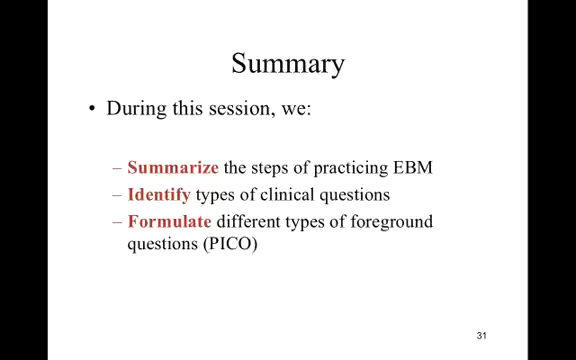 Summary
• During this session, we:
– Summarize the steps of practicing EBM
– Identify types of clinical questions
– Formulate different types of foreground
questions (PICO)
31